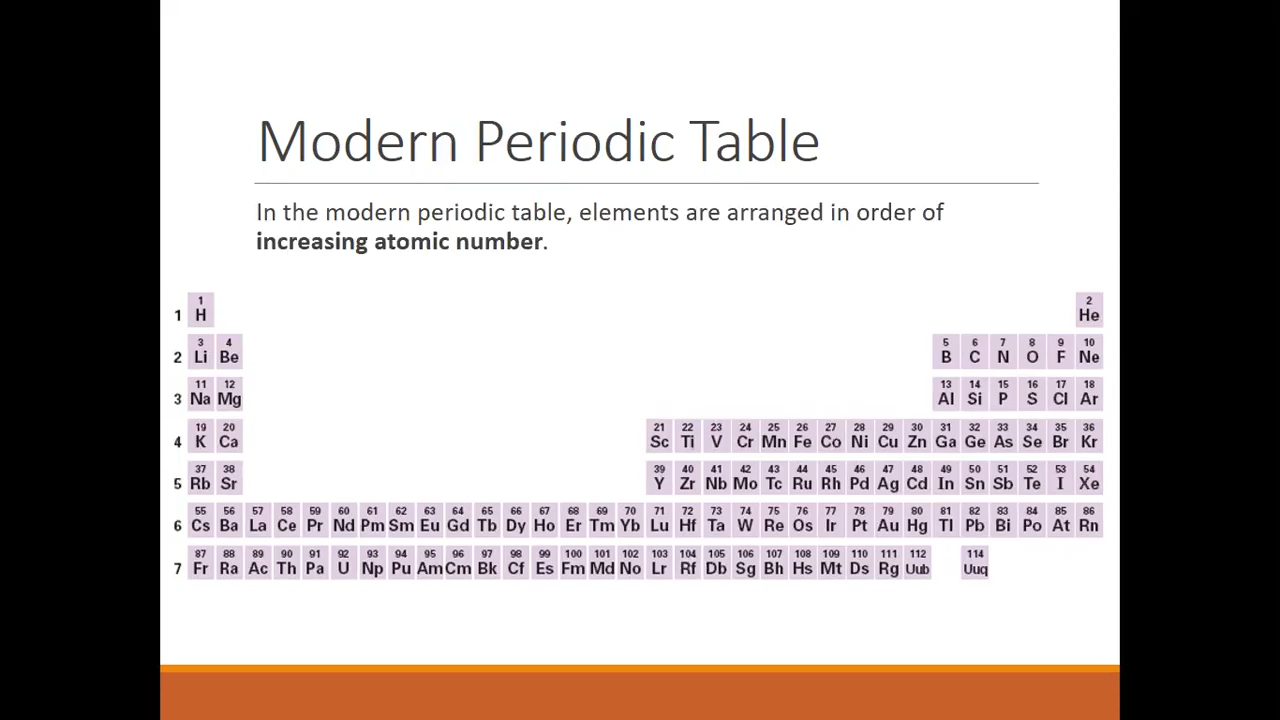 Modern Periodic Table
In the modern periodic table, elements are arranged in order of
increasing atomic number.
1 2
1 H He
3 4 5 6 7 8 9 10
2 Li Be B C N O F Ne
11 12 13 14 15 16 17 18
3 Na Mg Al Si P S Cl Ar
19 20 21 22 23 24 25 26 27 28 29 30 31 32 33 34 35 36
4 K Ca Sc Ti V Cr Mn Fe Co Ni Cu Zn Ga Ge As Se Br Kr
37 38 39 40 41 42 43 44 45 46 47 48 49 50 51 52 53 54
5 Rb Sr Y Zr Nb Mo Tc Ru Rh Pd Ag Cd In Sn Sb Te I Xe
55 56 57 58 59 60 61 62 63 64 65 66 67 68 69 70 71 72 73 74 75 76 77 78 79 80 81 82 83 84 85 86
6 Cs Ba La Ce Pr Nd Pm Sm Eu Gd Tb Dy Ho Er Tm Yb Lu Hf Ta W Re Os Ir Pt Au Hg Tl Pb Bi Po At Rn
87 88 89 90 91 92 93 94 95 96 97 98 99 100 101 102 103 104 105 106 107 108 109 110 111 112 114
7 Fr Ra Ac Th Pa U Np Pu Am Cm Bk Cf Es Fm Md No Lr Rf Db Sg Bh Hs Mt Ds Rg Uub Uuq